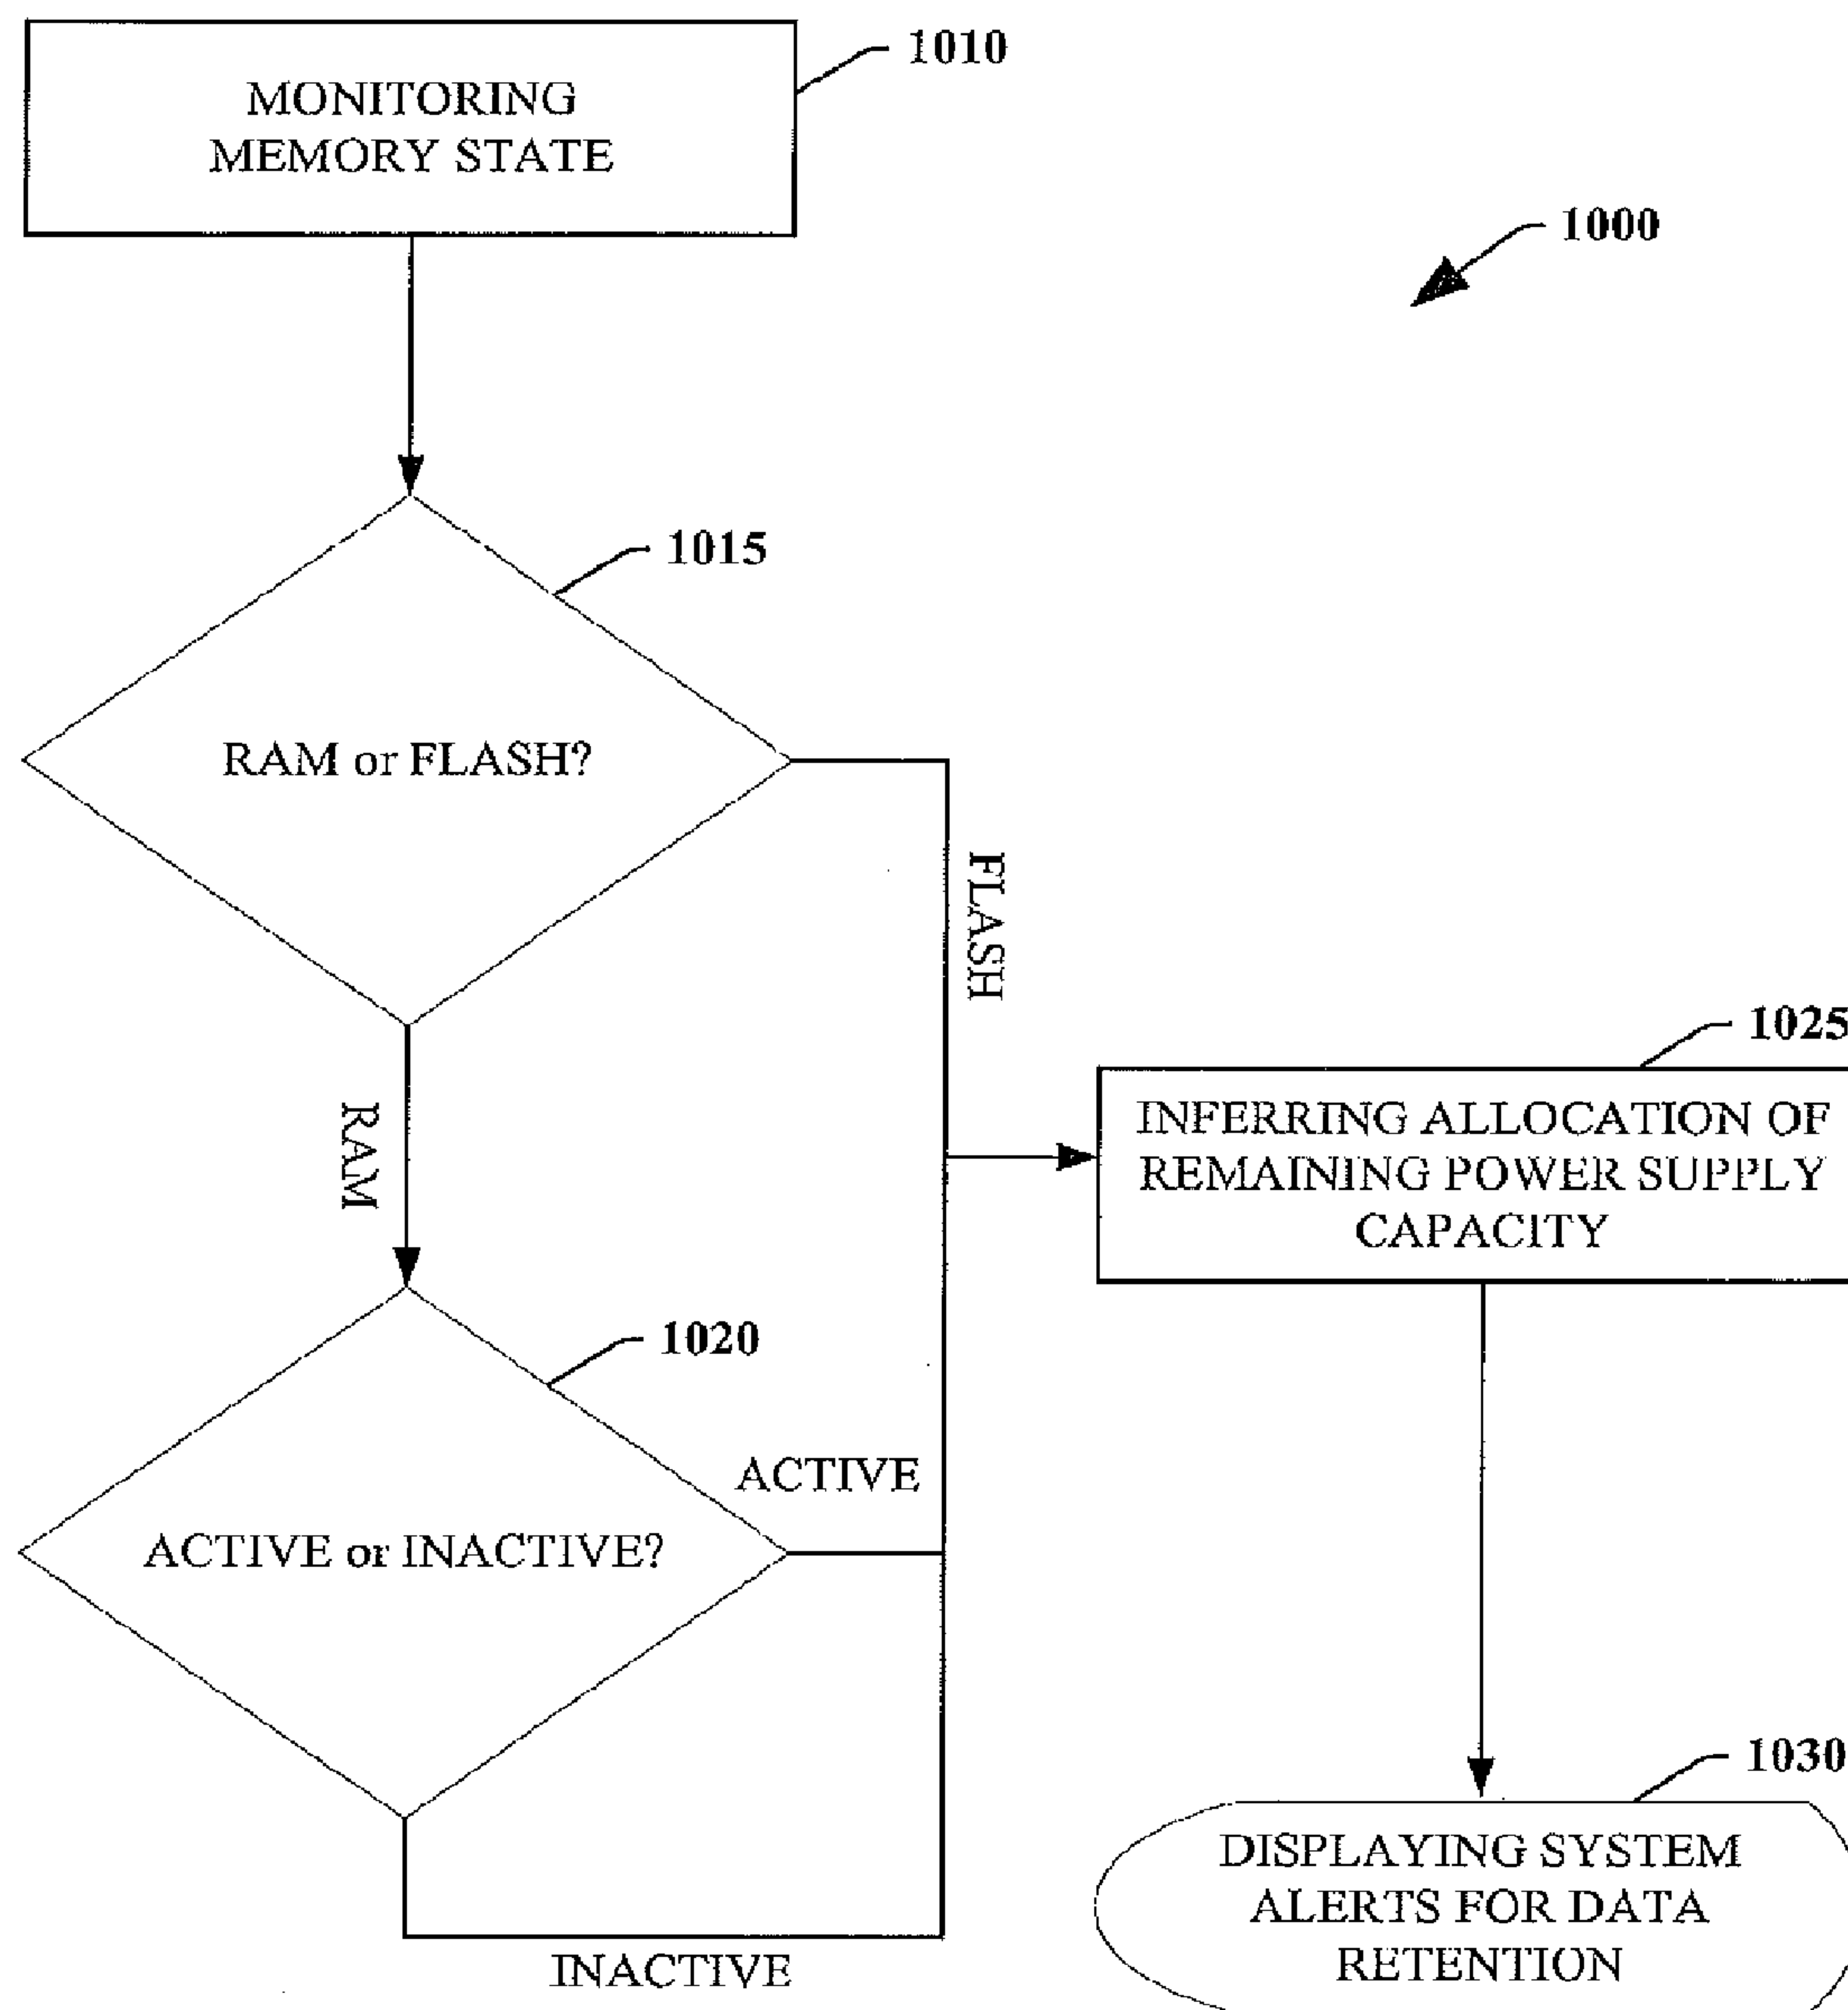 1010
MONITORING
MEMORY STATE
1000
1015
RAM or FLASH?
FLASH
RAM
1025
INFERRING ALLOCATION OF
REMAINING POWER SUPPLY
CAPACITY
1020
ACTIVE
ACTIVE or INACTIVE?
INACTIVE
1030
DISPLAYING SYSTEM
ALERTS FOR DATA
RETENTION